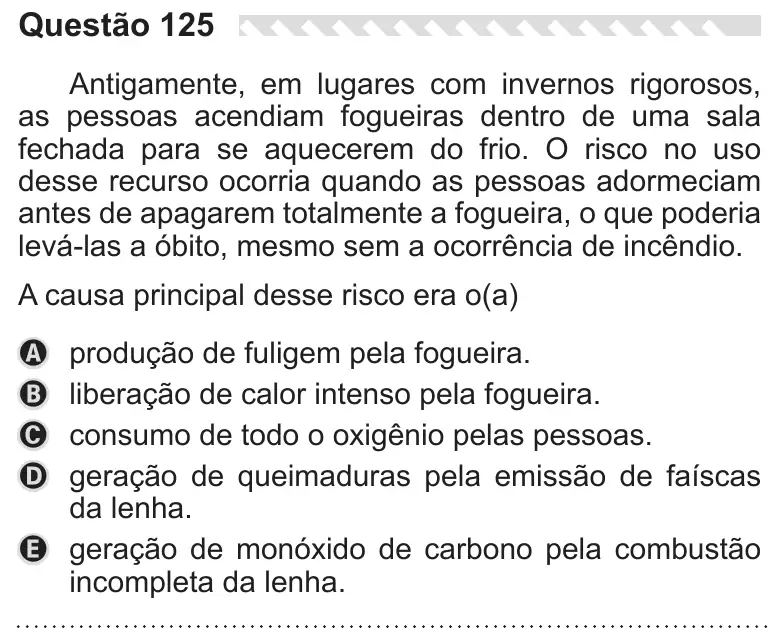 Questão 125
Antigamente, em lugares com invernos rigorosos,
as pessoas acendiam fogueiras dentro de uma sala
fechada para se aquecerem do frio. O risco no uso
desse recurso ocorria quando as pessoas adormeciam
antes de apagarem totalmente a fogueira, o que poderia
levá-las a óbito, mesmo sem a ocorrência de incêndio.
A causa principal desse risco era o(a)
A produção de fuligem pela fogueira.
B liberação de calor intenso pela fogueira.
C consumo de todo o oxigênio pelas pessoas.
D geração de queimaduras pela emissão de faíscas
da lenha.
E geração de monóxido de carbono pela combustão
incompleta da lenha.